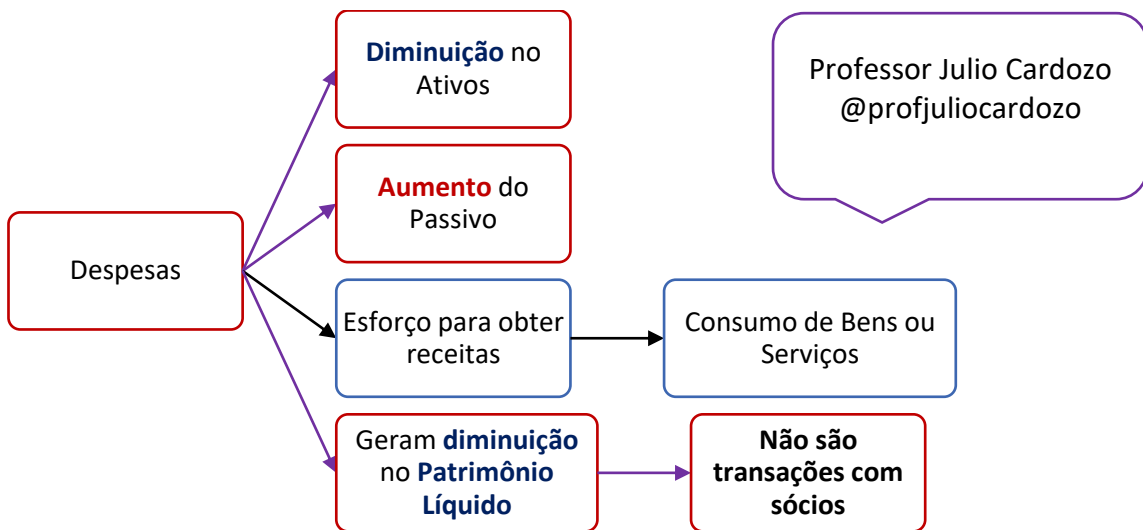 Diminuição no
Ativos
Professor Julio Cardozo
@profjuliocardozo
Aumento do
Passivo
Despesas
Esforço para obter
receitas
Consumo de Bens ou
Serviços
Geram diminuição
no Patrimônio
Líquido
Não são
transações com
sócios